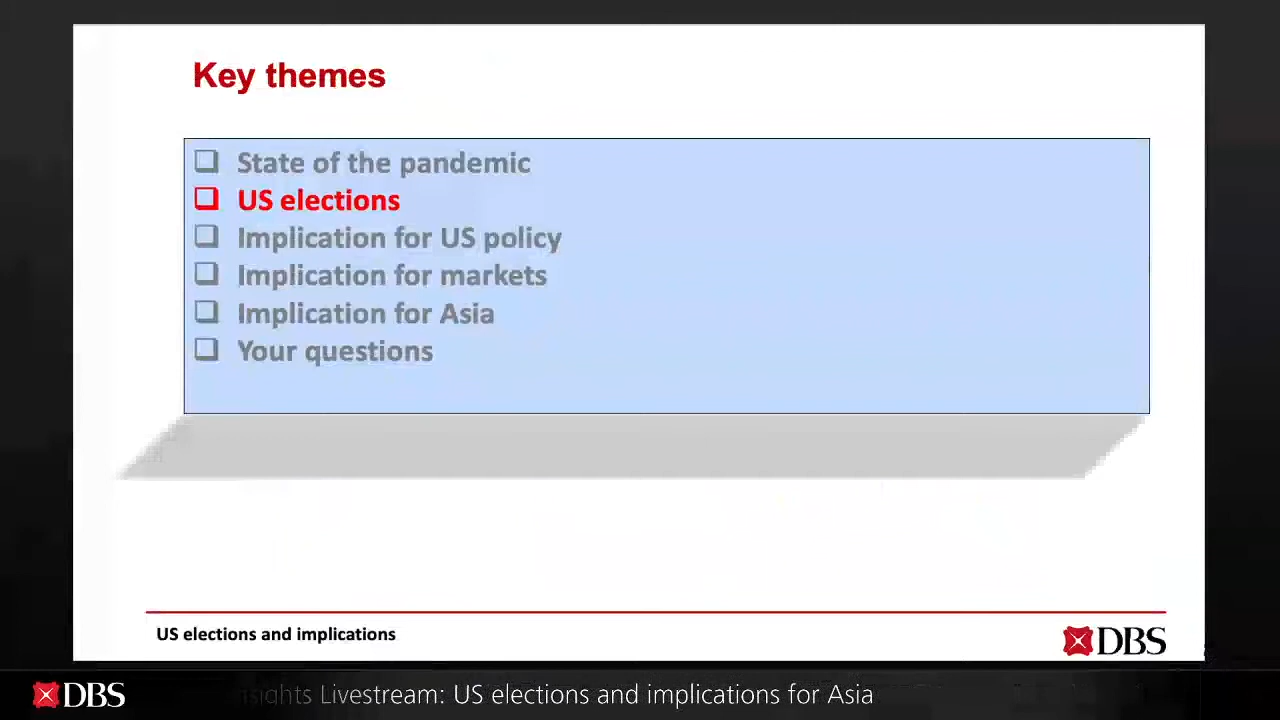 Key themes
State of the pandemic
US elections
Implication for US policy
Implication for markets
Implication for Asia
Your questions
US elections and implications
DBS
DBS
Livestream: US elections and implications for Asia